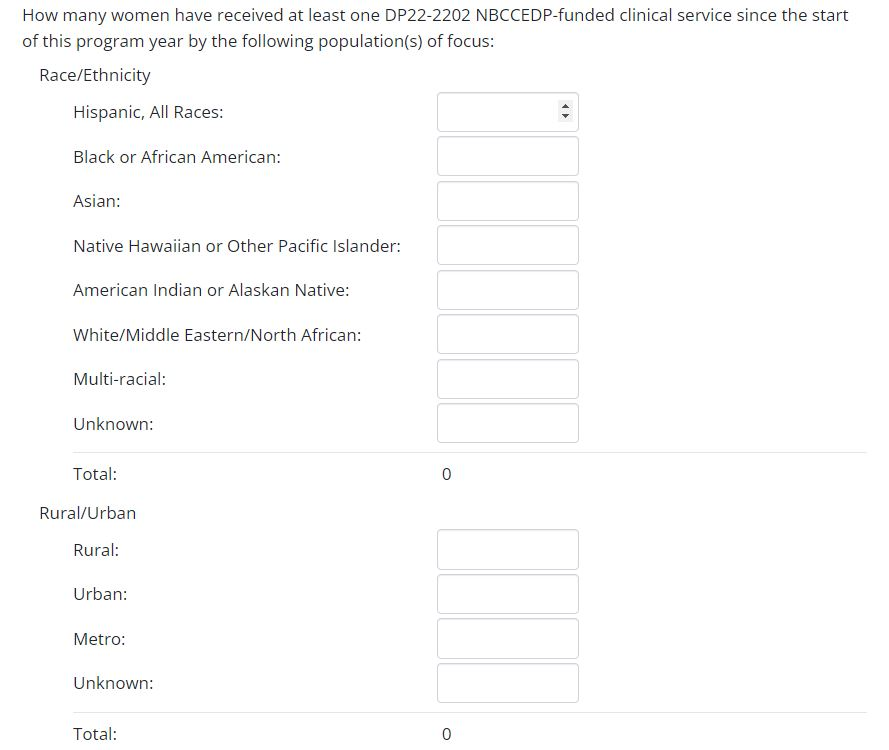 How many women have received at least one DP22-2202 NBCCEDP-funded clinical service since the start
of this program year by the following population(s) of focus:
Race/Ethnicity
Hispanic, All Races:
Black or African American:
Asian:
Native Hawaiian or Other Pacific Islander:
American Indian or Alaskan Native:
White/Middle Eastern/North African:
Multi-racial:
Unknown:
Total: 0
Rural/Urban
Rural:
Urban:
Metro:
Unknown:
Total: 0